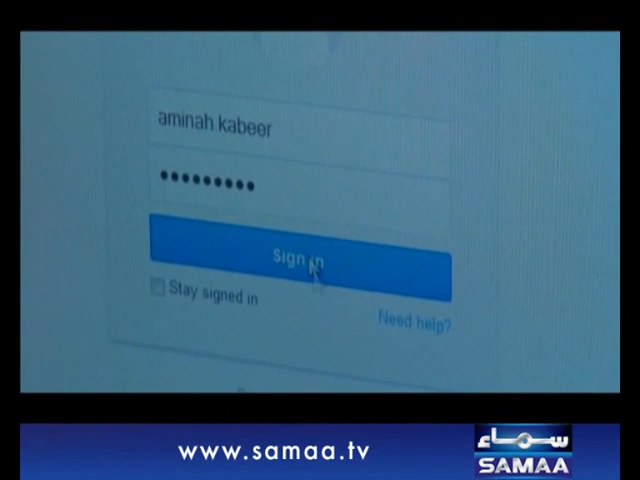 aminah.kabeer
•••••••••
Sign in
Stay signed in
Need help?
www.samaa.tv
سماء
SAMAA